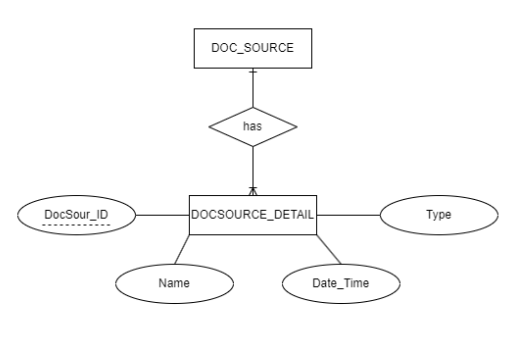 DOC_SOURCE
has
DocSour_ID
DOCSOURCE_DETAIL
Type
Name
Date_Time